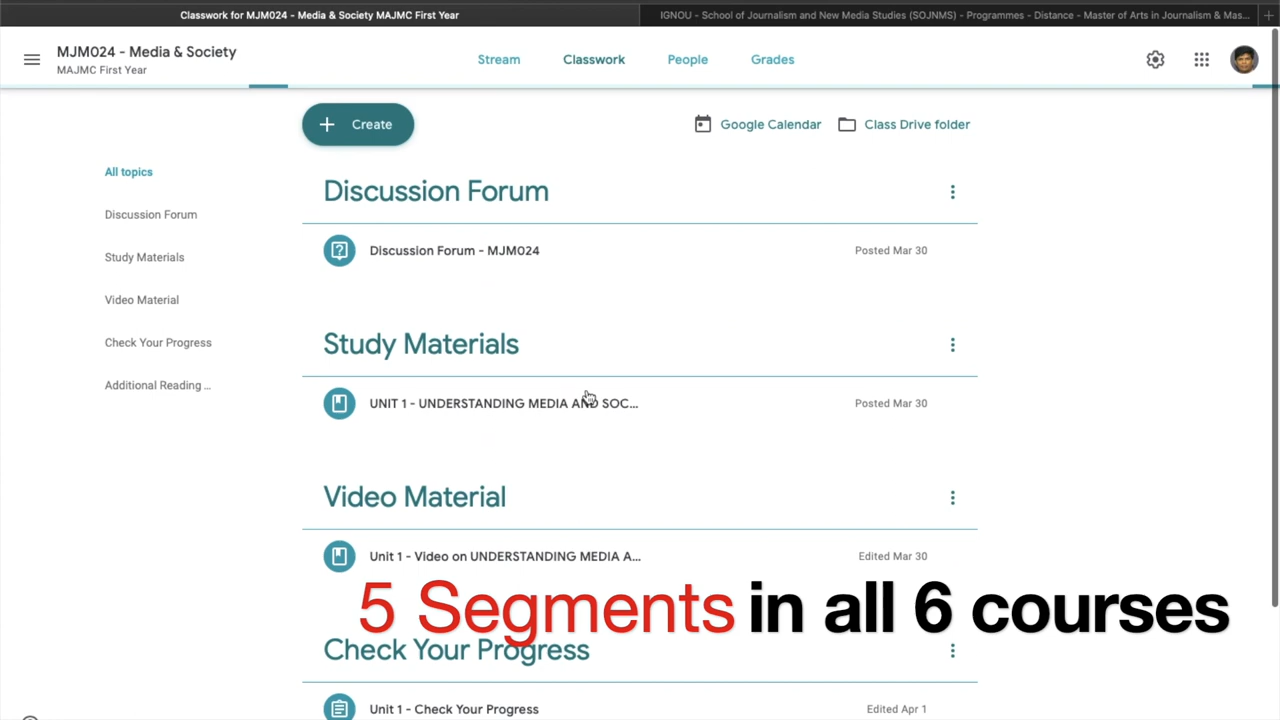 Classwork for MJM024 - Media & Society MAJMC First Year
IGNOU - School of Journalism and New Media Studies (SOJNMS) - Programmes - Distance - Master of Arts in Journalism & Mas...
MJM024 - Media & Society
MAJMC First Year
Stream
Classwork
People
Grades
Create
Google Calendar
Class Drive folder
All topics
Discussion Forum
Study Materials
Video Material
Check Your Progress
Additional Reading ...
Discussion Forum
Discussion Forum - MJM024
Posted Mar 30
Study Materials
UNIT 1 - UNDERSTANDING MEDIA AND SOC...
Posted Mar 30
Video Material
Unit 1 - Video on UNDERSTANDING MEDIA A...
Edited Mar 30
5 Segments in all 6 courses
Check Your Progress
Unit 1 - Check Your Progress
Edited Apr 1